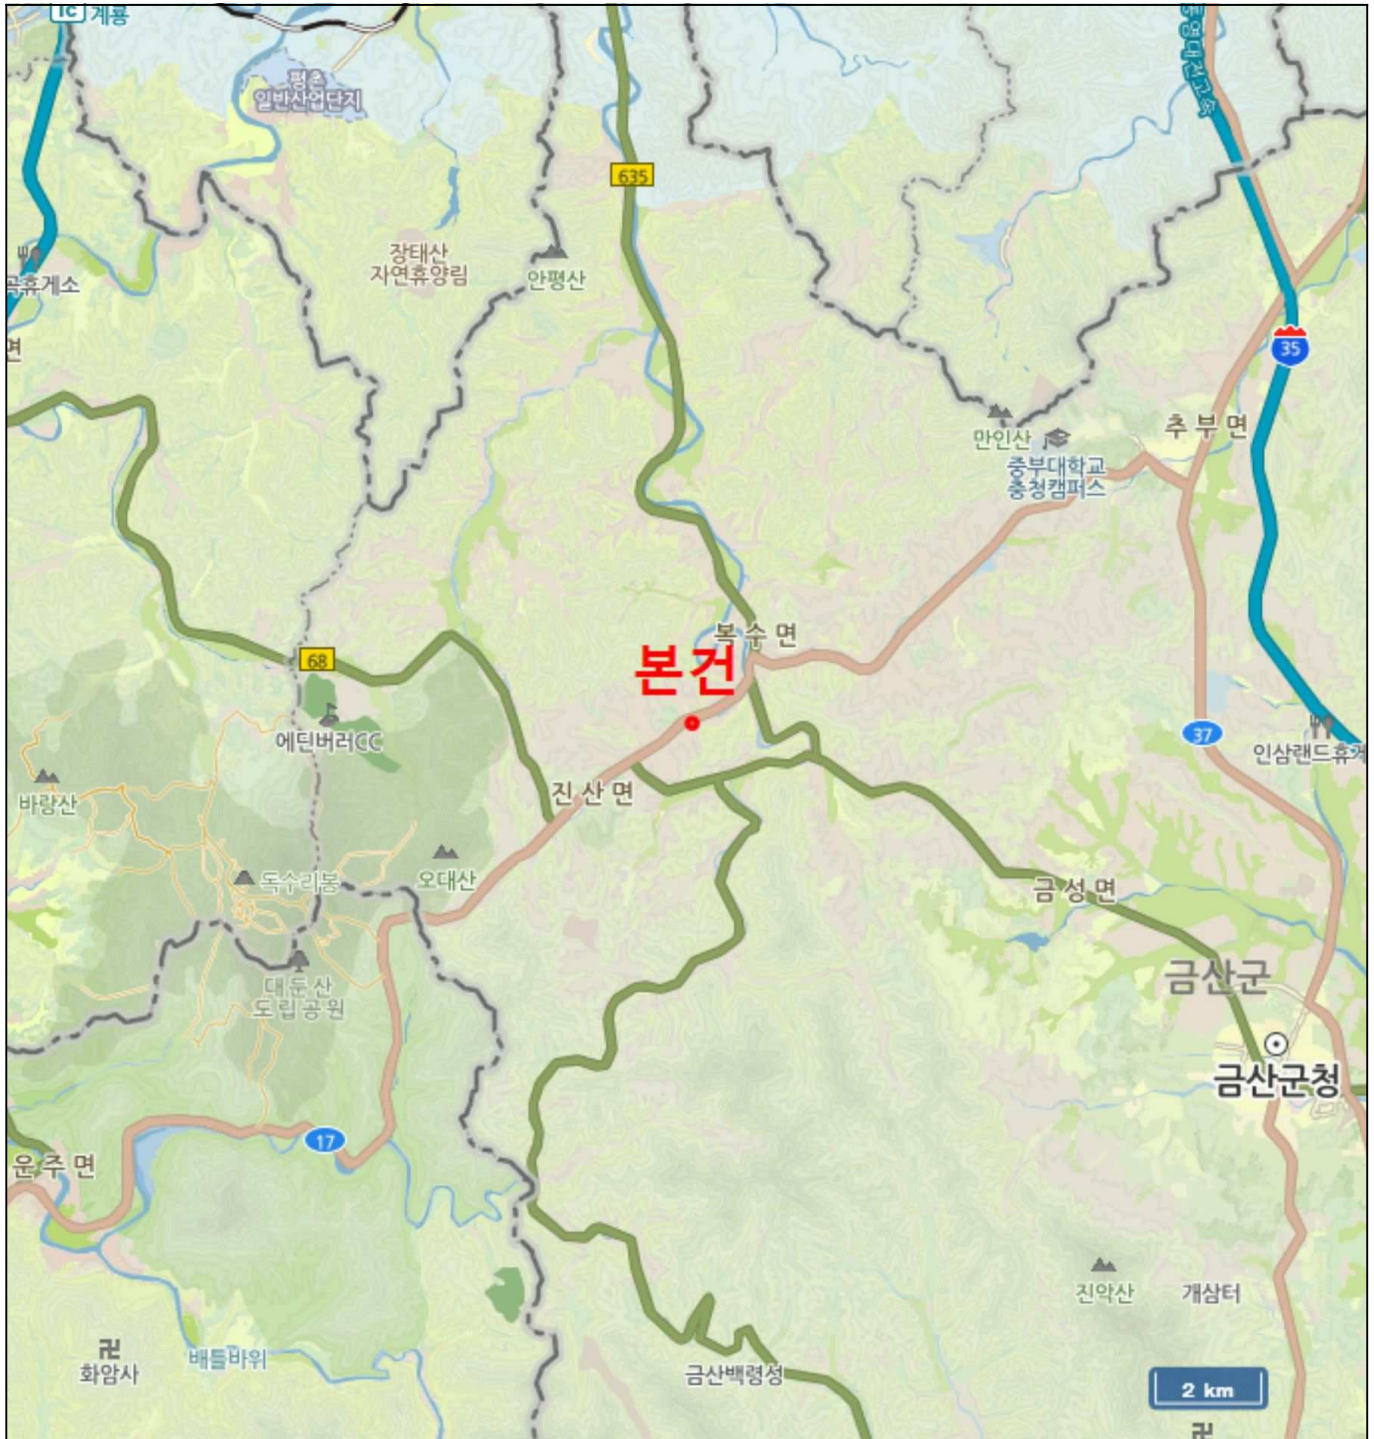 IC 계룡
평촌
일반산업단지
635
장태산
자연휴양림
안평산
곡휴게소
면
35
추부면
만인산
중부대학교
충청캠퍼스
복수면
본건
68
에딘버러CC
37
인삼랜드휴게
진산면
바랑산
독수리봉
오대산
금성면
대둔산
도립공원
금산군
금산군청
17
운주면
진악산
개삼터
화암사
배틀바위
금산백령성
2 km